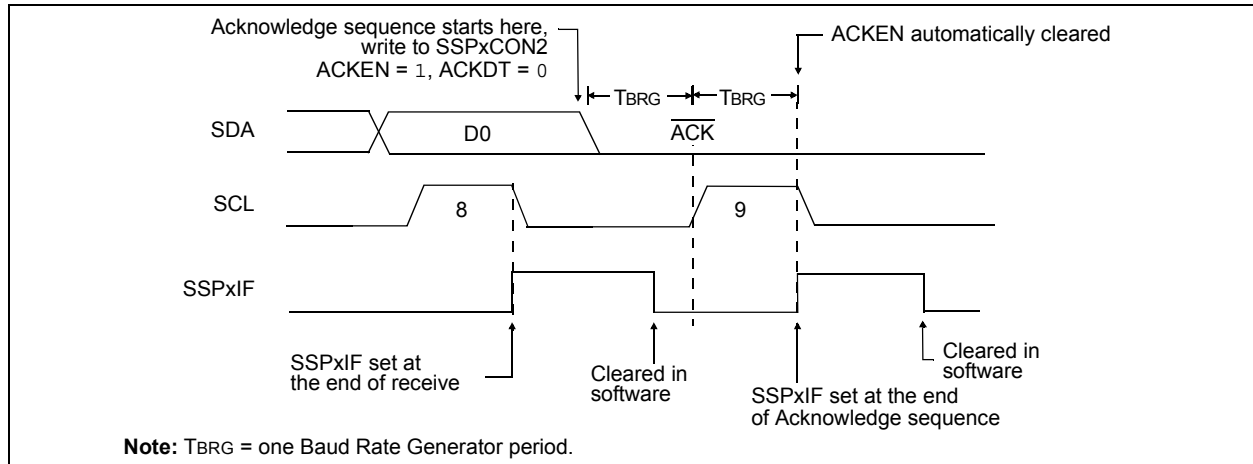 Acknowledge sequence starts here,
write to SSPxCON2
ACKEN = 1, ACKDT = 0
ACKEN automatically cleared
TBRG
TBRG
SDA
D0
ACK
SCL
8
9
SSPxIF
SSPxIF set at
the end of receive
Cleared in
software
SSPxIF set at the end
of Acknowledge sequence
Cleared in
software
Note: TBRG = one Baud Rate Generator period.